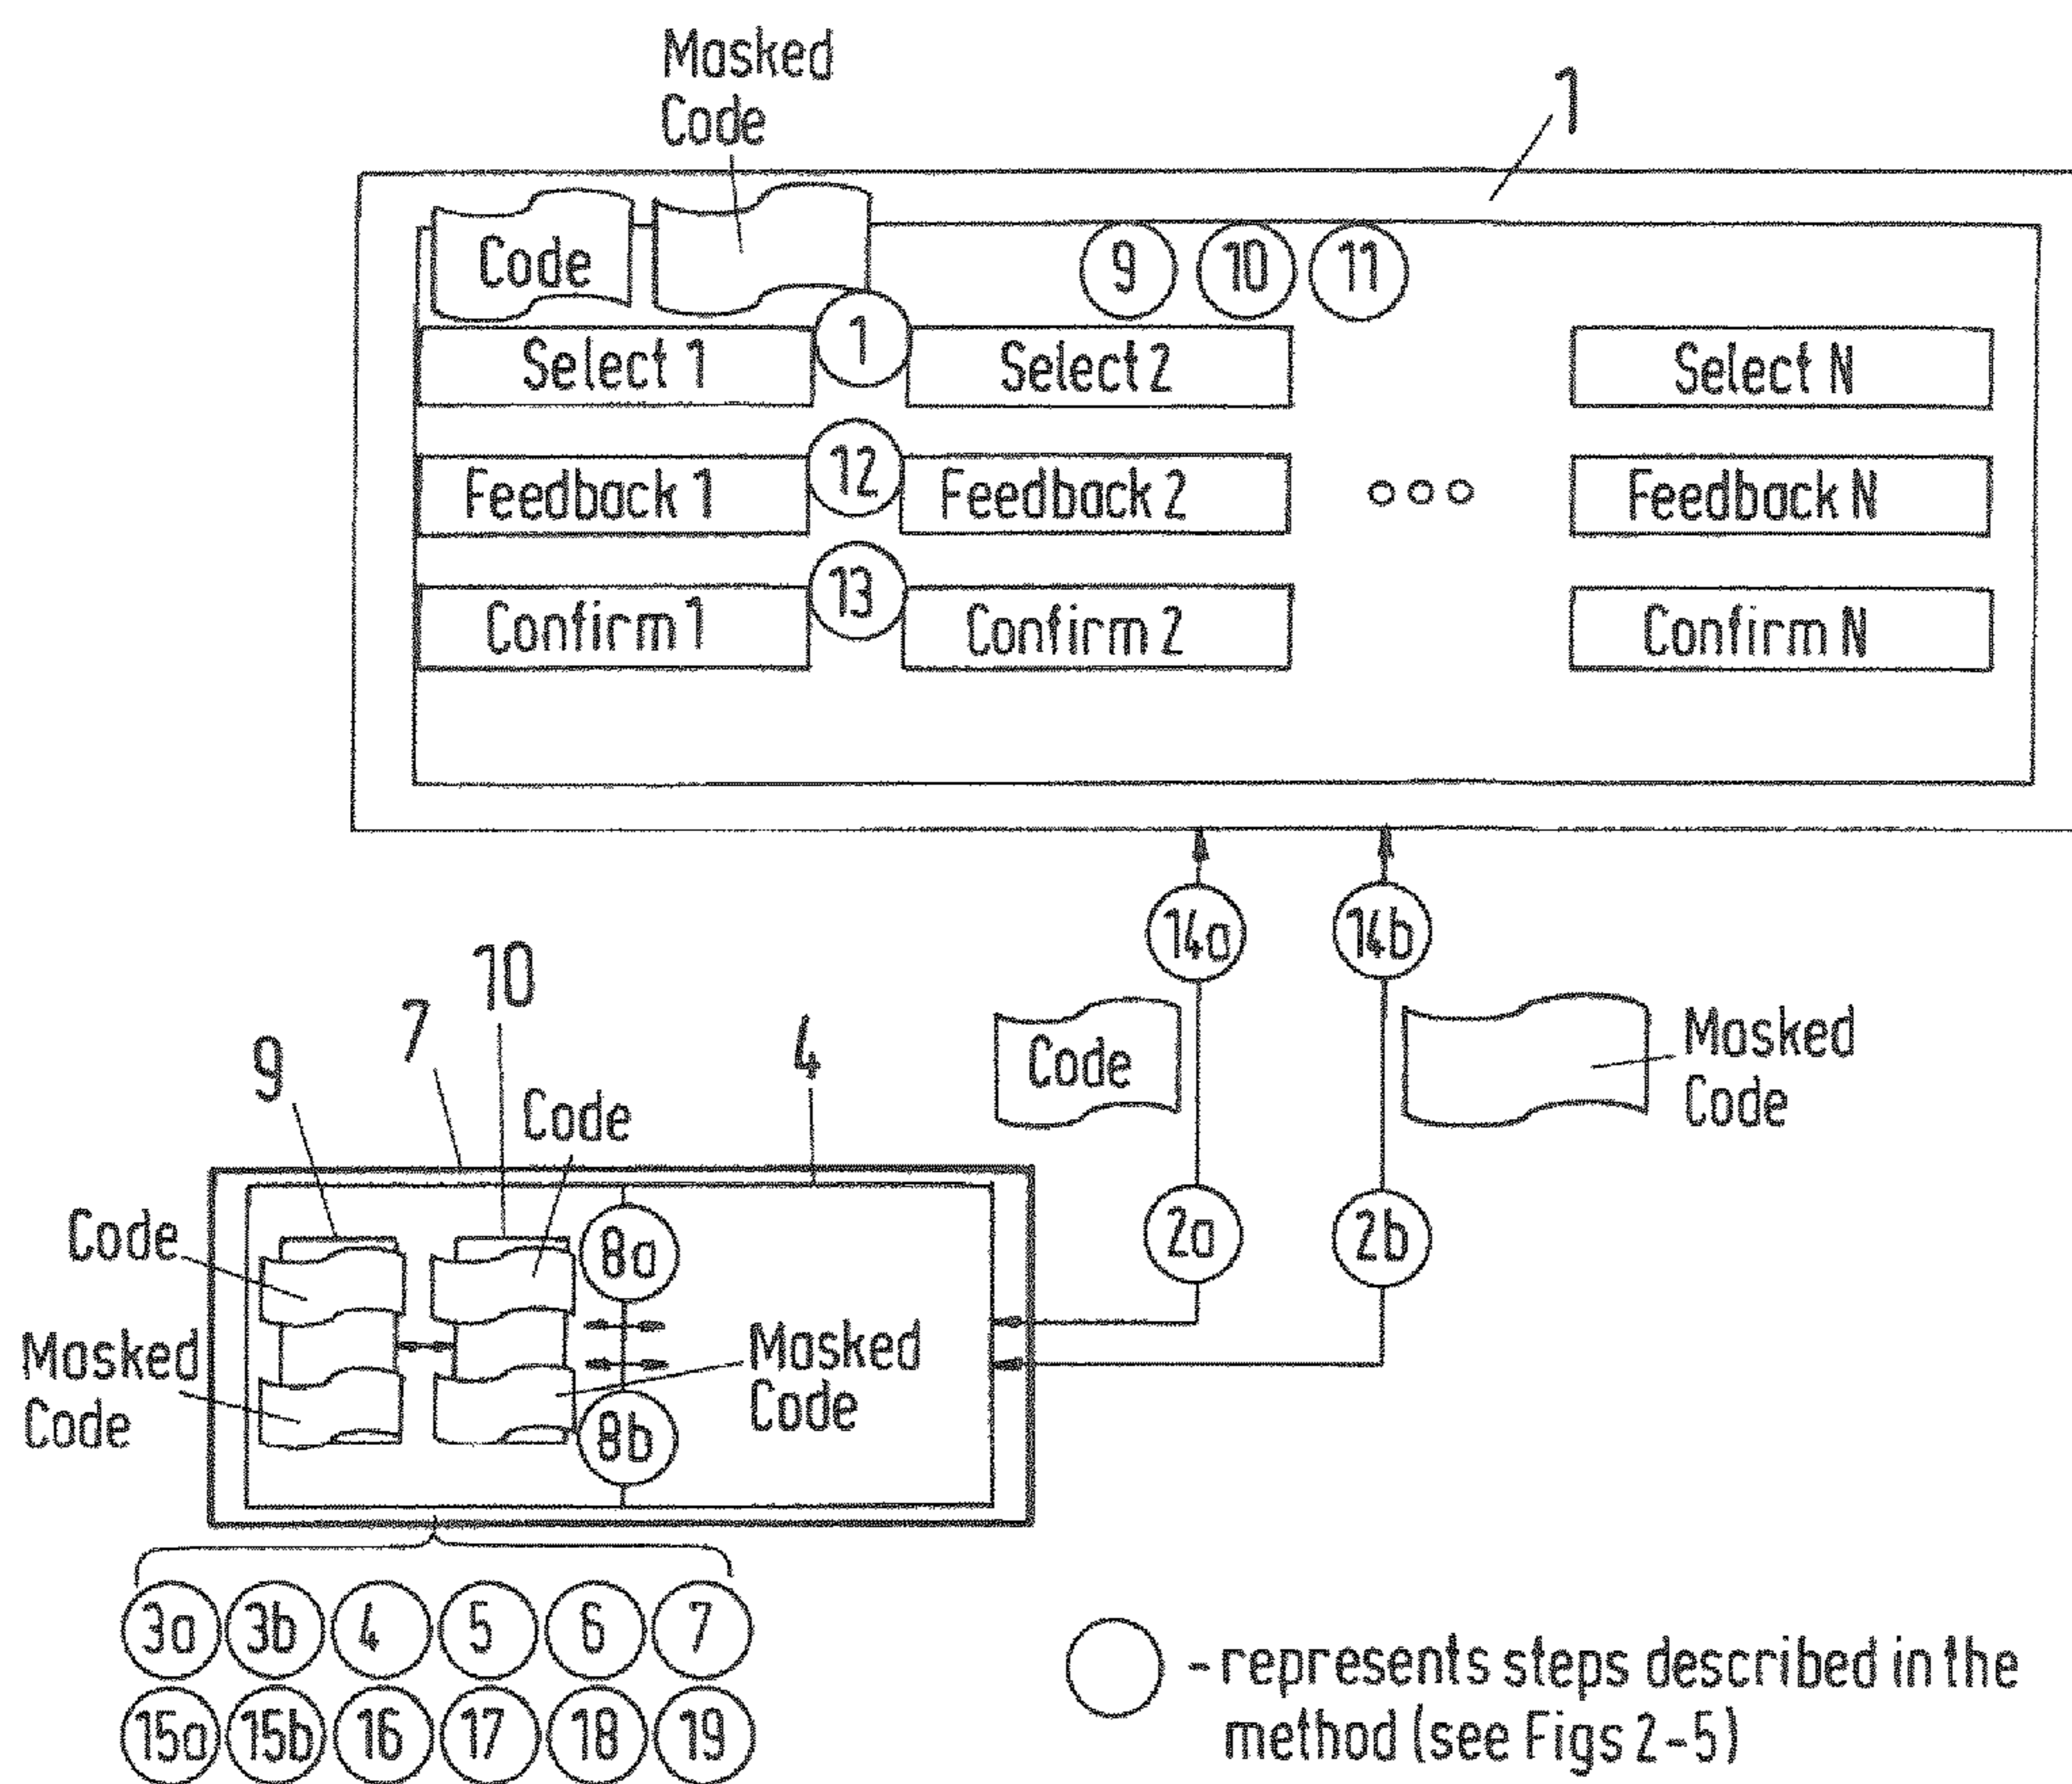 Masked
Code
1
Code
9 10 11
1
Select 1 Select 2 Select N
12
Feedback 1 Feedback 2 Feedback N
13
Confirm 1 Confirm 2 Confirm N
14a 14b
Code
Masked
Code
10
7
9
4
Code
2a 2b
Code
8a
Masked
Code
Masked
Code
8b
3a 3b 4 5 6 7
15a 15b 16 17 18 19
- represents steps described in the
method (see Figs 2-5)